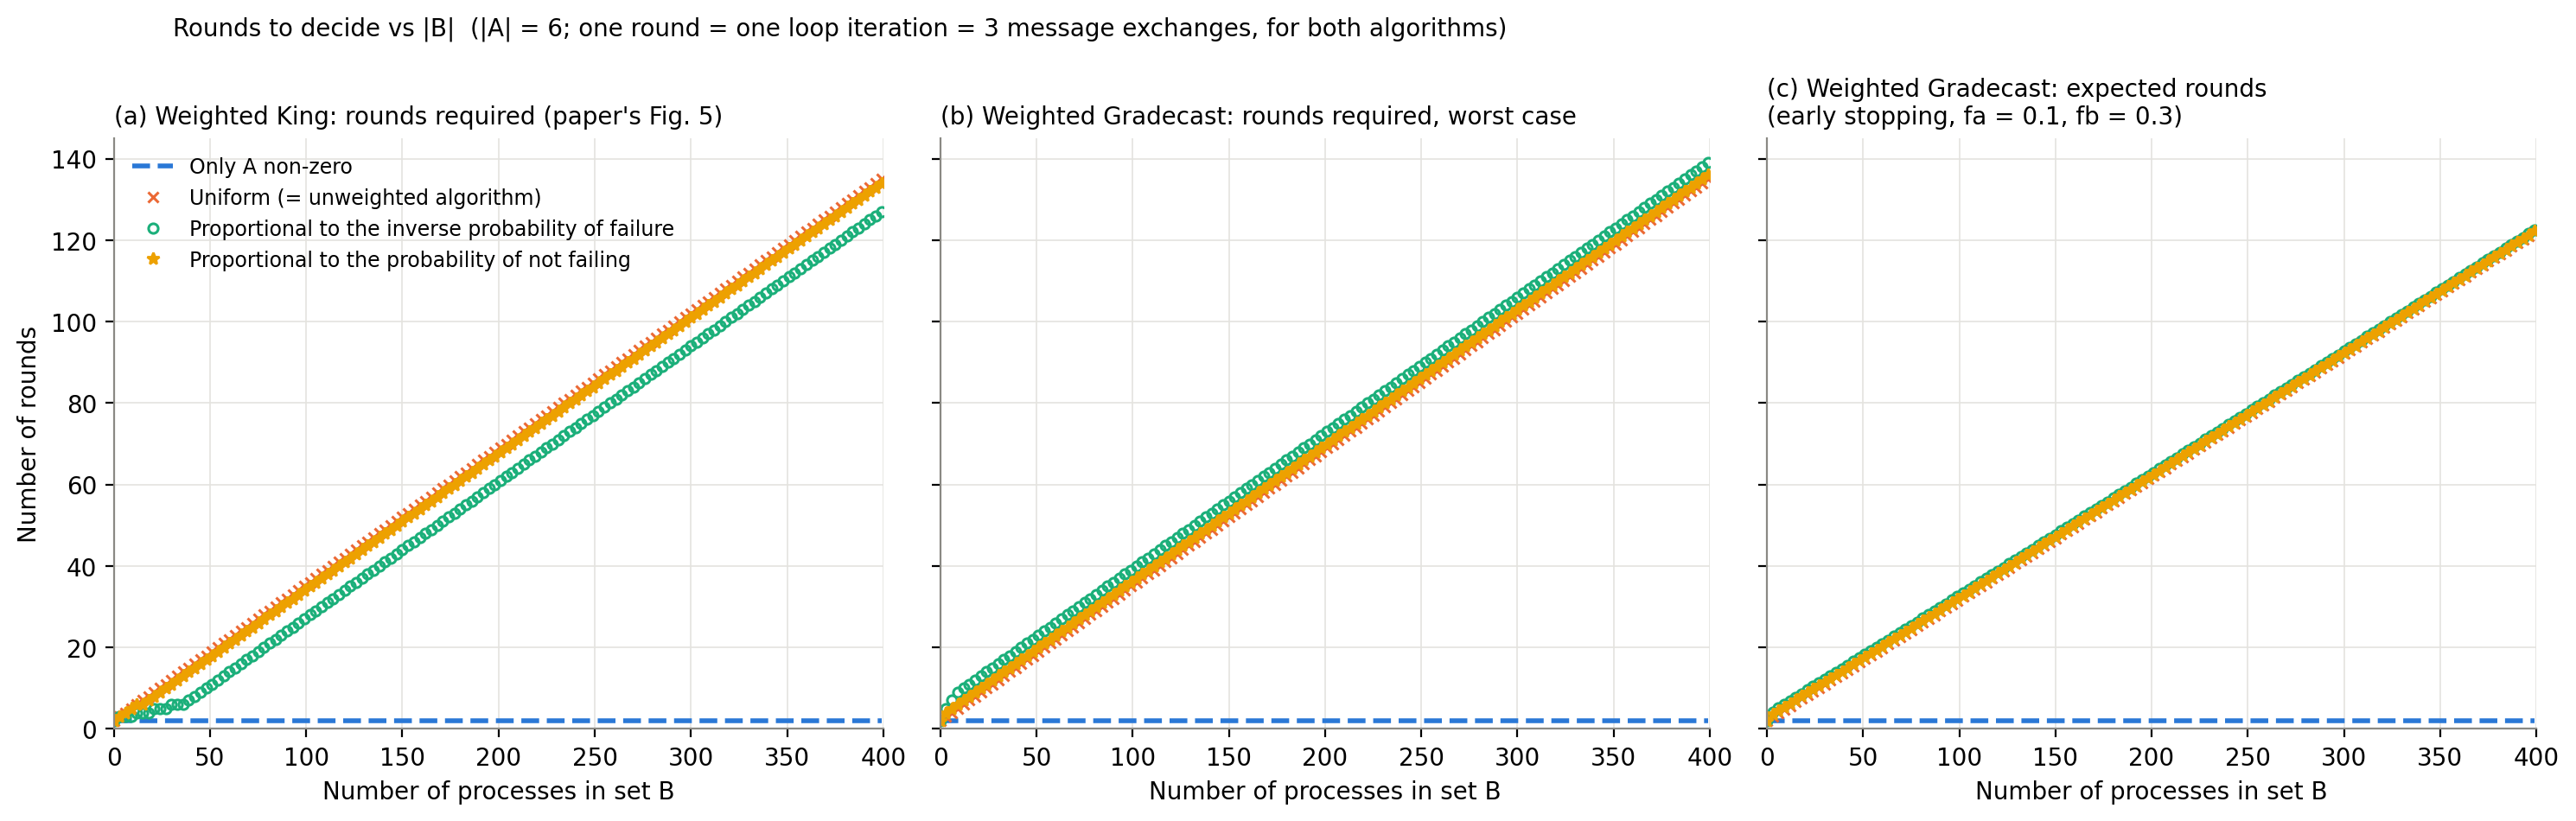 Rounds to decide vs |B|  (|A| = 6; one round = one loop iteration = 3 message exchanges, for both algorithms)
(a) Weighted King: rounds required (paper's Fig. 5)
Number of rounds
140
120
100
80
60
40
20
0
Only A non-zero
Uniform (= unweighted algorithm)
Proportional to the inverse probability of failure
Proportional to the probability of not failing
0 50 100 150 200 250 300 350 400
Number of processes in set B
(b) Weighted Gradecast: rounds required, worst case
0 50 100 150 200 250 300 350 400
Number of processes in set B
(c) Weighted Gradecast: expected rounds
(early stopping, fa = 0.1, fb = 0.3)
0 50 100 150 200 250 300 350 400
Number of processes in set B